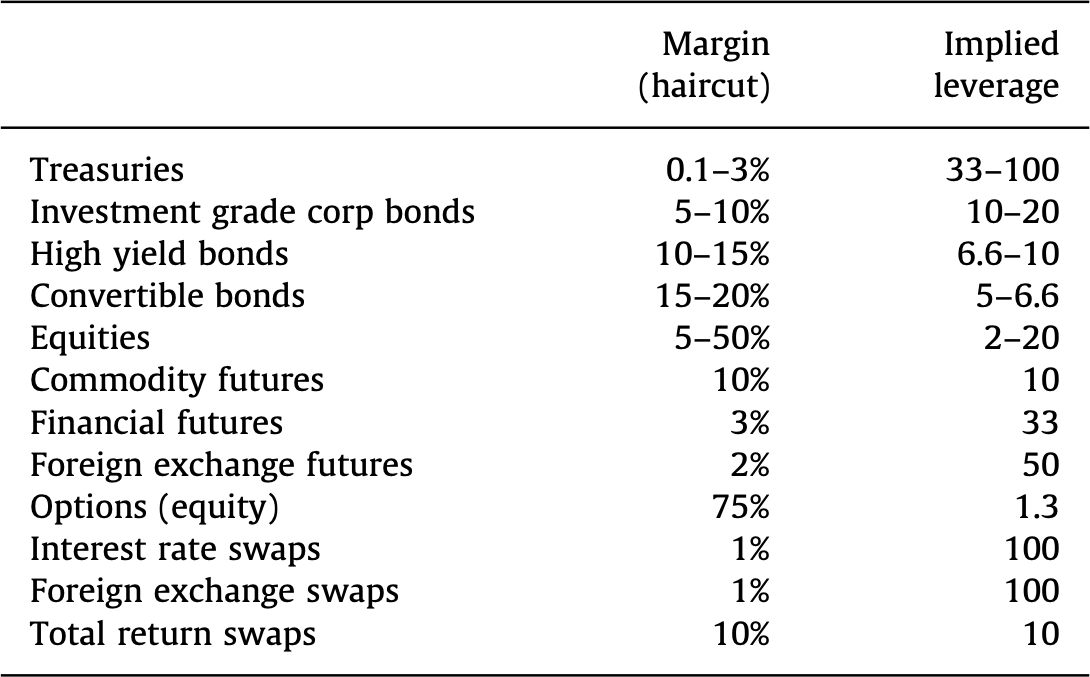 Margin Implied
(haircut) leverage
Treasuries 0.1–3% 33–100
Investment grade corp bonds 5–10% 10–20
High yield bonds 10–15% 6.6–10
Convertible bonds 15–20% 5–6.6
Equities 5–50% 2–20
Commodity futures 10% 10
Financial futures 3% 33
Foreign exchange futures 2% 50
Options (equity) 75% 1.3
Interest rate swaps 1% 100
Foreign exchange swaps 1% 100
Total return swaps 10% 10